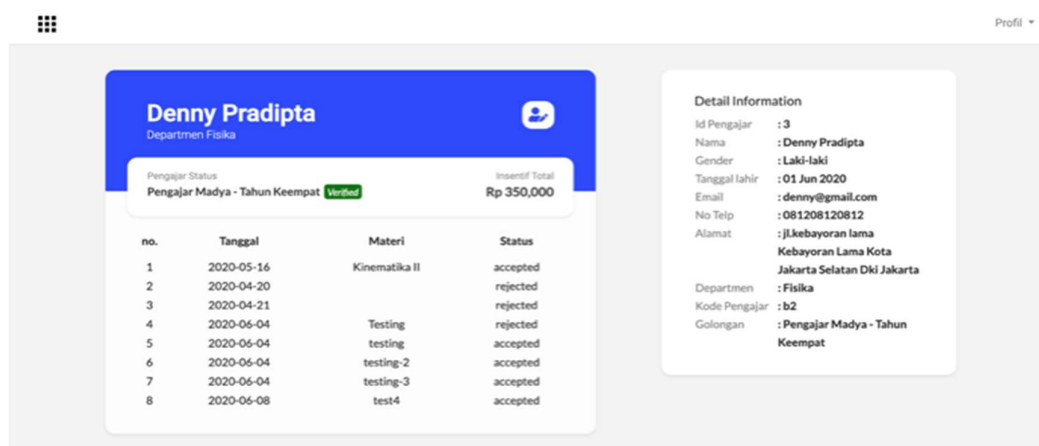 Profil
Denny Pradipta
Departmen Fisika
Pengajar Status
Pengajar Madya - Tahun Keempat Verified
Insentif Total
Rp 350,000
no. Tanggal Materi Status
1 2020-05-16 Kinematika II accepted
2 2020-04-20 rejected
3 2020-04-21 rejected
4 2020-06-04 Testing rejected
5 2020-06-04 testing accepted
6 2020-06-04 testing-2 accepted
7 2020-06-04 testing-3 accepted
8 2020-06-08 test4 accepted
Detail Information
Id Pengajar : 3
Nama : Denny Pradipta
Gender : Laki-laki
Tanggal lahir : 01 Jun 2020
Email : denny@gmail.com
No Telp : 081208120812
Alamat : jl.kebayoran lama
Kebayoran Lama Kota
Jakarta Selatan Dki Jakarta
Departmen : Fisika
Kode Pengajar : b2
Golongan : Pengajar Madya - Tahun
Keempat